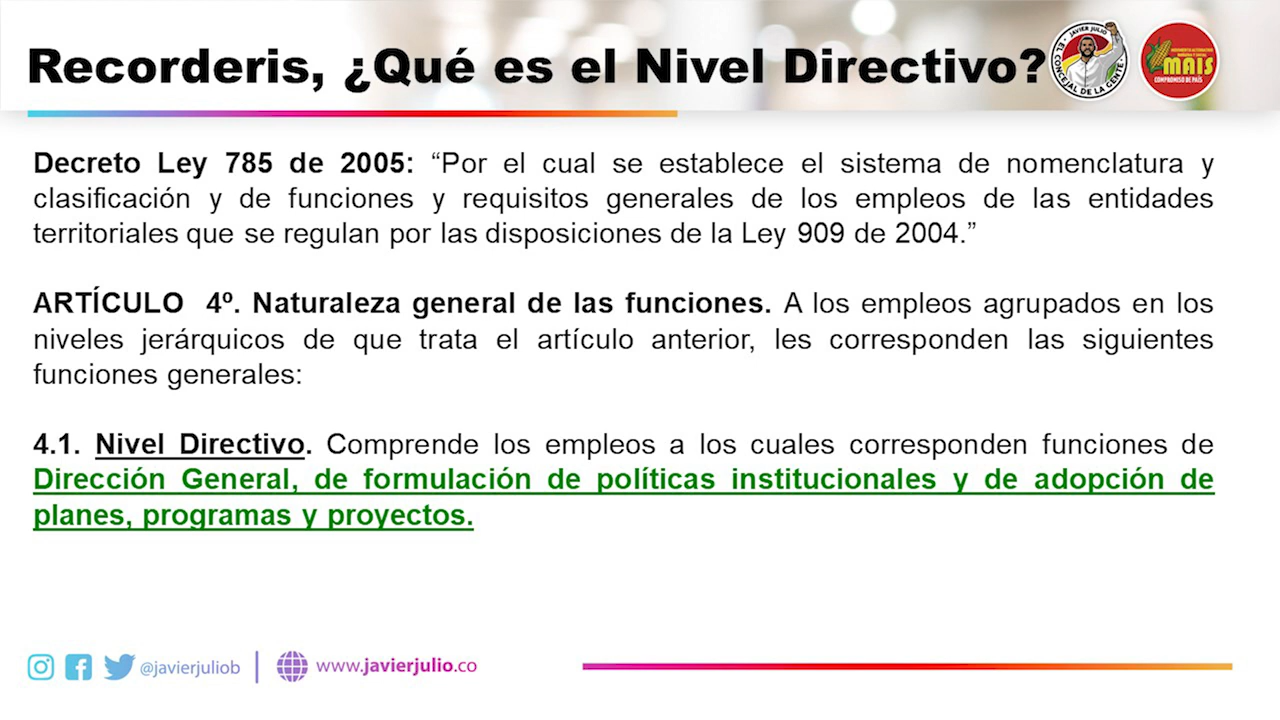 Recorderis, ¿Qué es el Nivel Directivo?
JAVIER JULIO
EL CONCEJAL DE LA GENTE
MOVIMIENTO ALTERNATIVO
INDÍGENA Y SOCIAL
MAIS
COMPROMISO DE PAÍS
Decreto Ley 785 de 2005: “Por el cual se establece el sistema de nomenclatura y
clasificación y de funciones y requisitos generales de los empleos de las entidades
territoriales que se regulan por las disposiciones de la Ley 909 de 2004.”
ARTÍCULO 4º. Naturaleza general de las funciones. A los empleos agrupados en los
niveles jerárquicos de que trata el artículo anterior, les corresponden las siguientes
funciones generales:
4.1. Nivel Directivo. Comprende los empleos a los cuales corresponden funciones de
Dirección General, de formulación de políticas institucionales y de adopción de
planes, programas y proyectos.
@javierjuliob
www.javierjulio.co